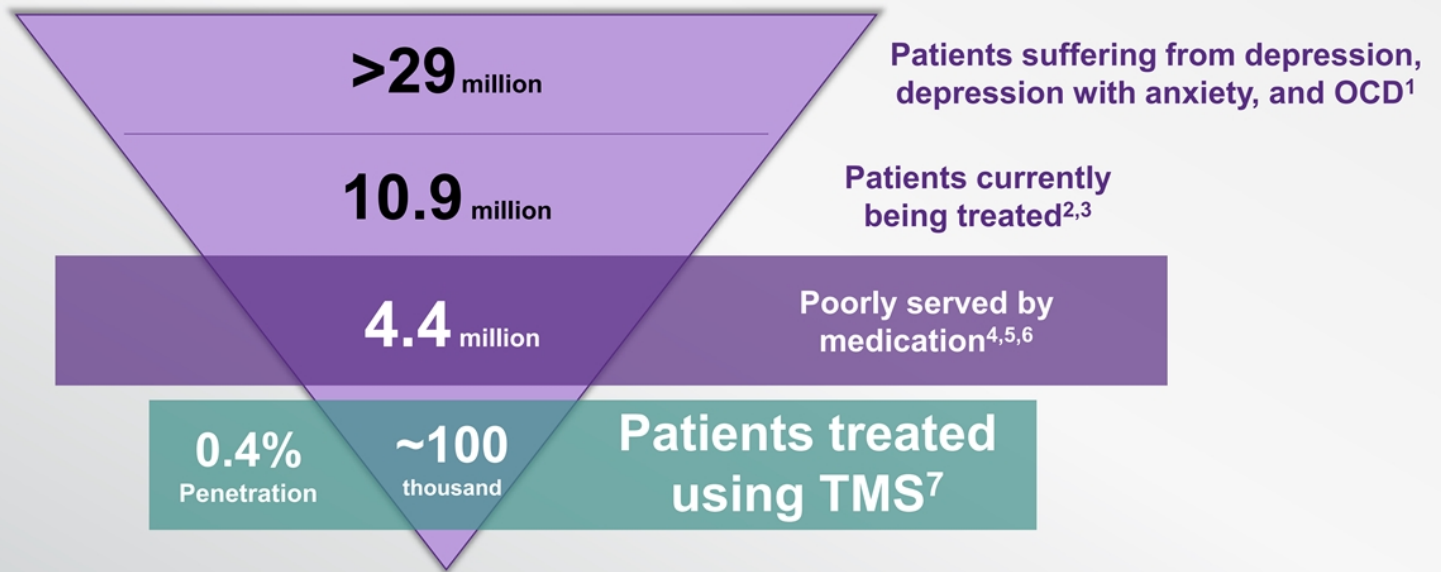 >29 million
Patients suffering from depression,
depression with anxiety, and OCD1
10.9 million
Patients currently
being treated2,3
4.4 million
Poorly served by
medication4,5,6
0.4%
Penetration
~100
thousand
Patients treated
using TMS7